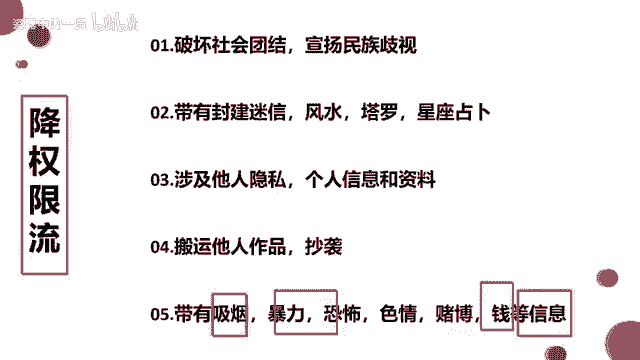 01.破坏社会团结，宣扬民族歧视
02.带有封建迷信，风水，塔罗，星座占卜
降权限流
03.涉及他人隐私，个人信息和资料
04.搬运他人作品，抄袭
05.带有吸烟，暴力，恐怖，色情，赌博，钱等信息